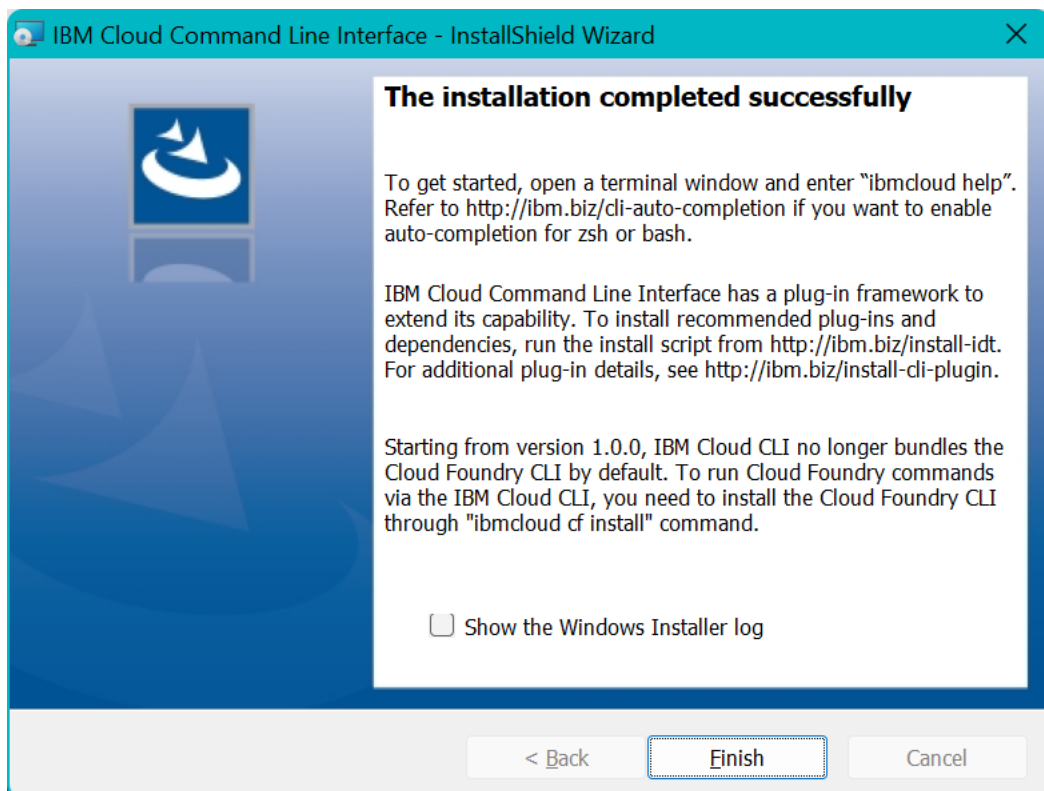 IBM Cloud Command Line Interface - InstallShield Wizard
The installation completed successfully
To get started, open a terminal window and enter “ibmcloud help”.
Refer to http://ibm.biz/cli-auto-completion if you want to enable
auto-completion for zsh or bash.
IBM Cloud Command Line Interface has a plug-in framework to
extend its capability. To install recommended plug-ins and
dependencies, run the install script from http://ibm.biz/install-idt.
For additional plug-in details, see http://ibm.biz/install-cli-plugin.
Starting from version 1.0.0, IBM Cloud CLI no longer bundles the
Cloud Foundry CLI by default. To run Cloud Foundry commands
via the IBM Cloud CLI, you need to install the Cloud Foundry CLI
through "ibmcloud cf install" command.
Show the Windows Installer log
< Back Finish Cancel